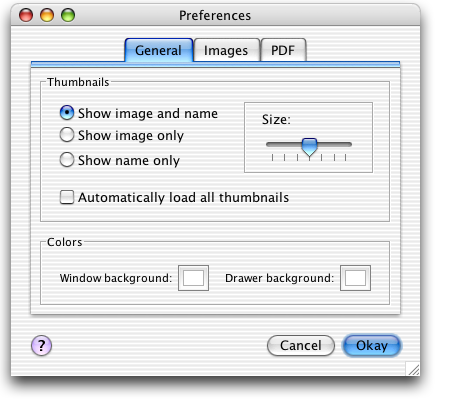 Preferences
General Images PDF
Thumbnails
Show image and name
Show image only
Show name only
Size:
Automatically load all thumbnails
Colors
Window background: Drawer background:
? Cancel Okay